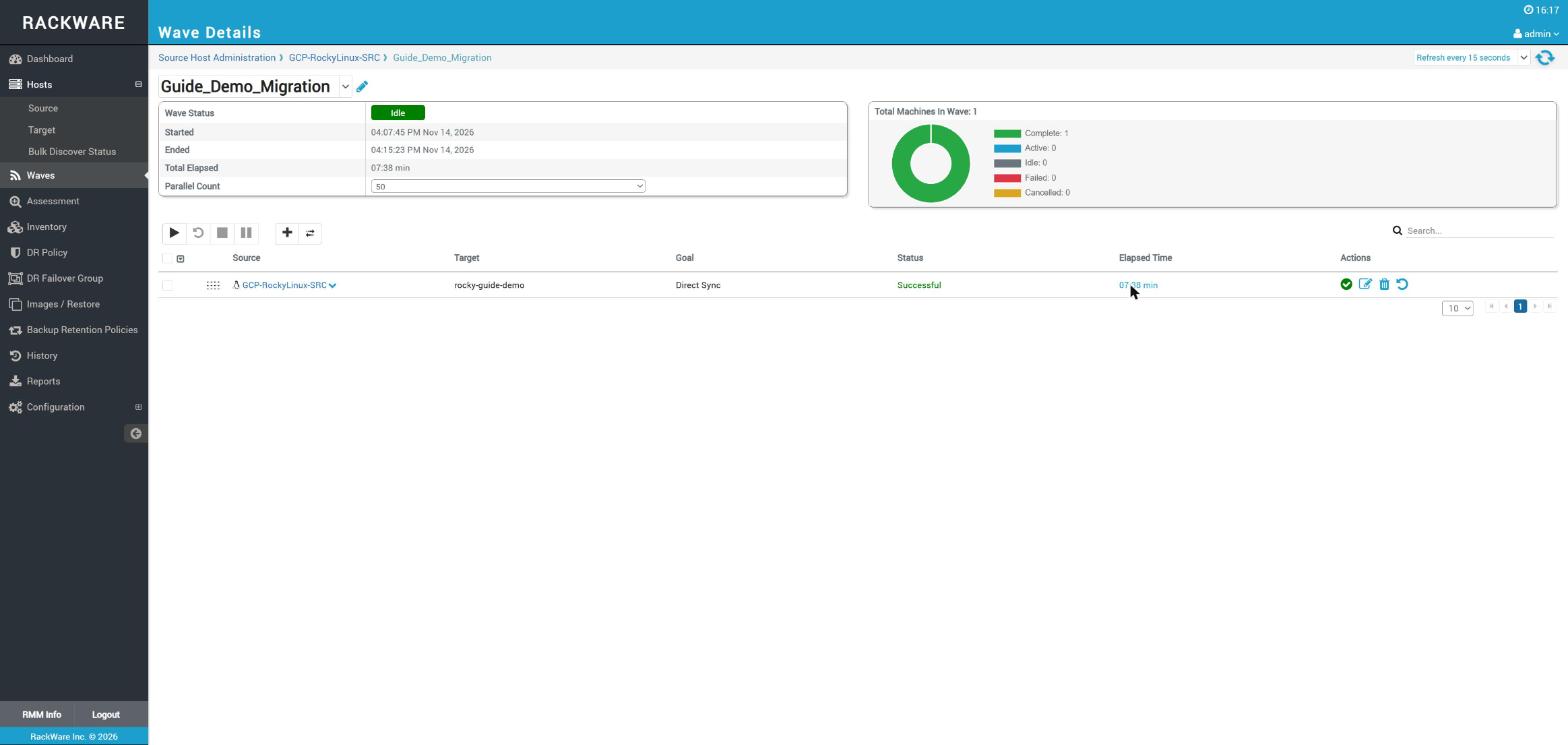 RACKWARE
16:17
Wave Details
admin
Dashboard
Hosts
Source
Target
Bulk Discover Status
Waves
Assessment
Inventory
DR Policy
DR Failover Group
Images / Restore
Backup Retention Policies
History
Reports
Configuration
RMM Info Logout
RackWare Inc. © 2026
Source Host Administration › GCP-RockyLinux-SRC › Guide_Demo_Migration
Refresh every 15 seconds
Guide_Demo_Migration
Wave Status Idle
Started 04:07:45 PM Nov 14, 2026
Ended 04:15:23 PM Nov 14, 2026
Total Elapsed 07:38 min
Parallel Count 50
Total Machines In Wave: 1
Complete: 1
Active: 0
Idle: 0
Failed: 0
Cancelled: 0
Search...
Source Target Goal Status Elapsed Time Actions
GCP-RockyLinux-SRC rocky-guide-demo Direct Sync Successful 07:38 min
10 1